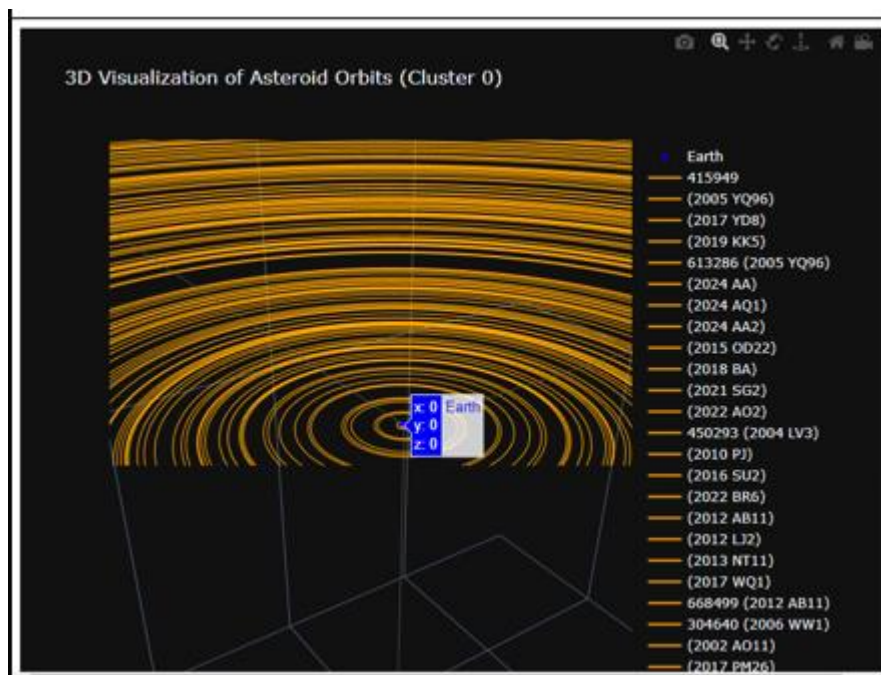 3D Visualization of Asteroid Orbits (Cluster 0)
Earth
415949
(2005 YQ96)
(2017 YD8)
(2019 KK5)
613286 (2005 YQ96)
(2024 AA)
(2024 AQ1)
(2024 AA2)
(2015 OD22)
(2018 BA)
(2021 SG2)
(2022 AO2)
450293 (2004 LV3)
(2010 PJ)
(2016 SU2)
(2022 BR6)
(2012 AB11)
(2012 LJ2)
(2013 NT11)
(2017 WQ1)
668499 (2012 AB11)
304640 (2006 WW1)
(2002 AO11)
(2017 PM26)
x: 0 Earth
y: 0
z: 0